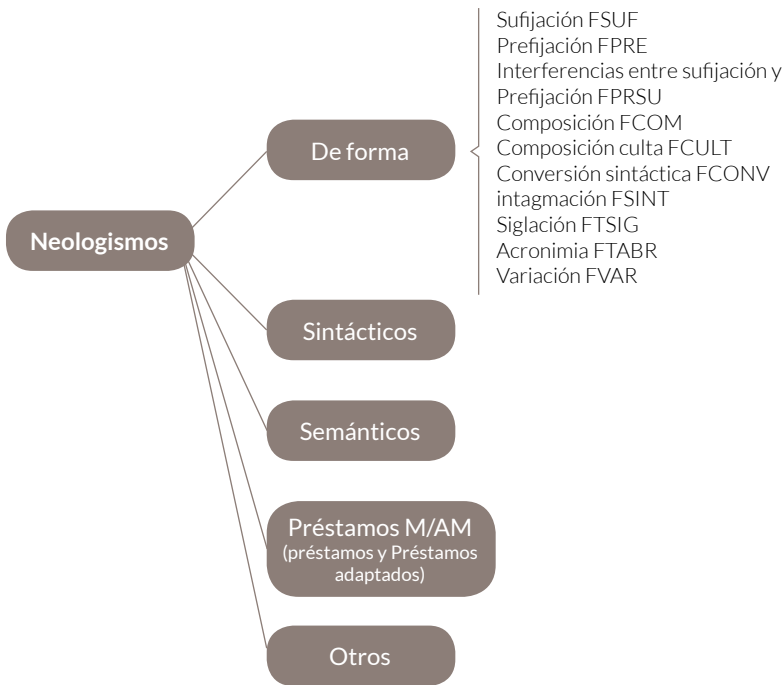 Neologismos
De forma
Sufijación FSUF
Prefijación FPRE
Interferencias entre sufijación y
Prefijación FPRSU
Composición FCOM
Composición culta FCULT
Conversión sintáctica FCONV
intagmación FSINT
Siglación FTSIG
Acronimia FTABR
Variación FVAR
Sintácticos
Semánticos
Préstamos M/AM
(préstamos y Préstamos
adaptados)
Otros